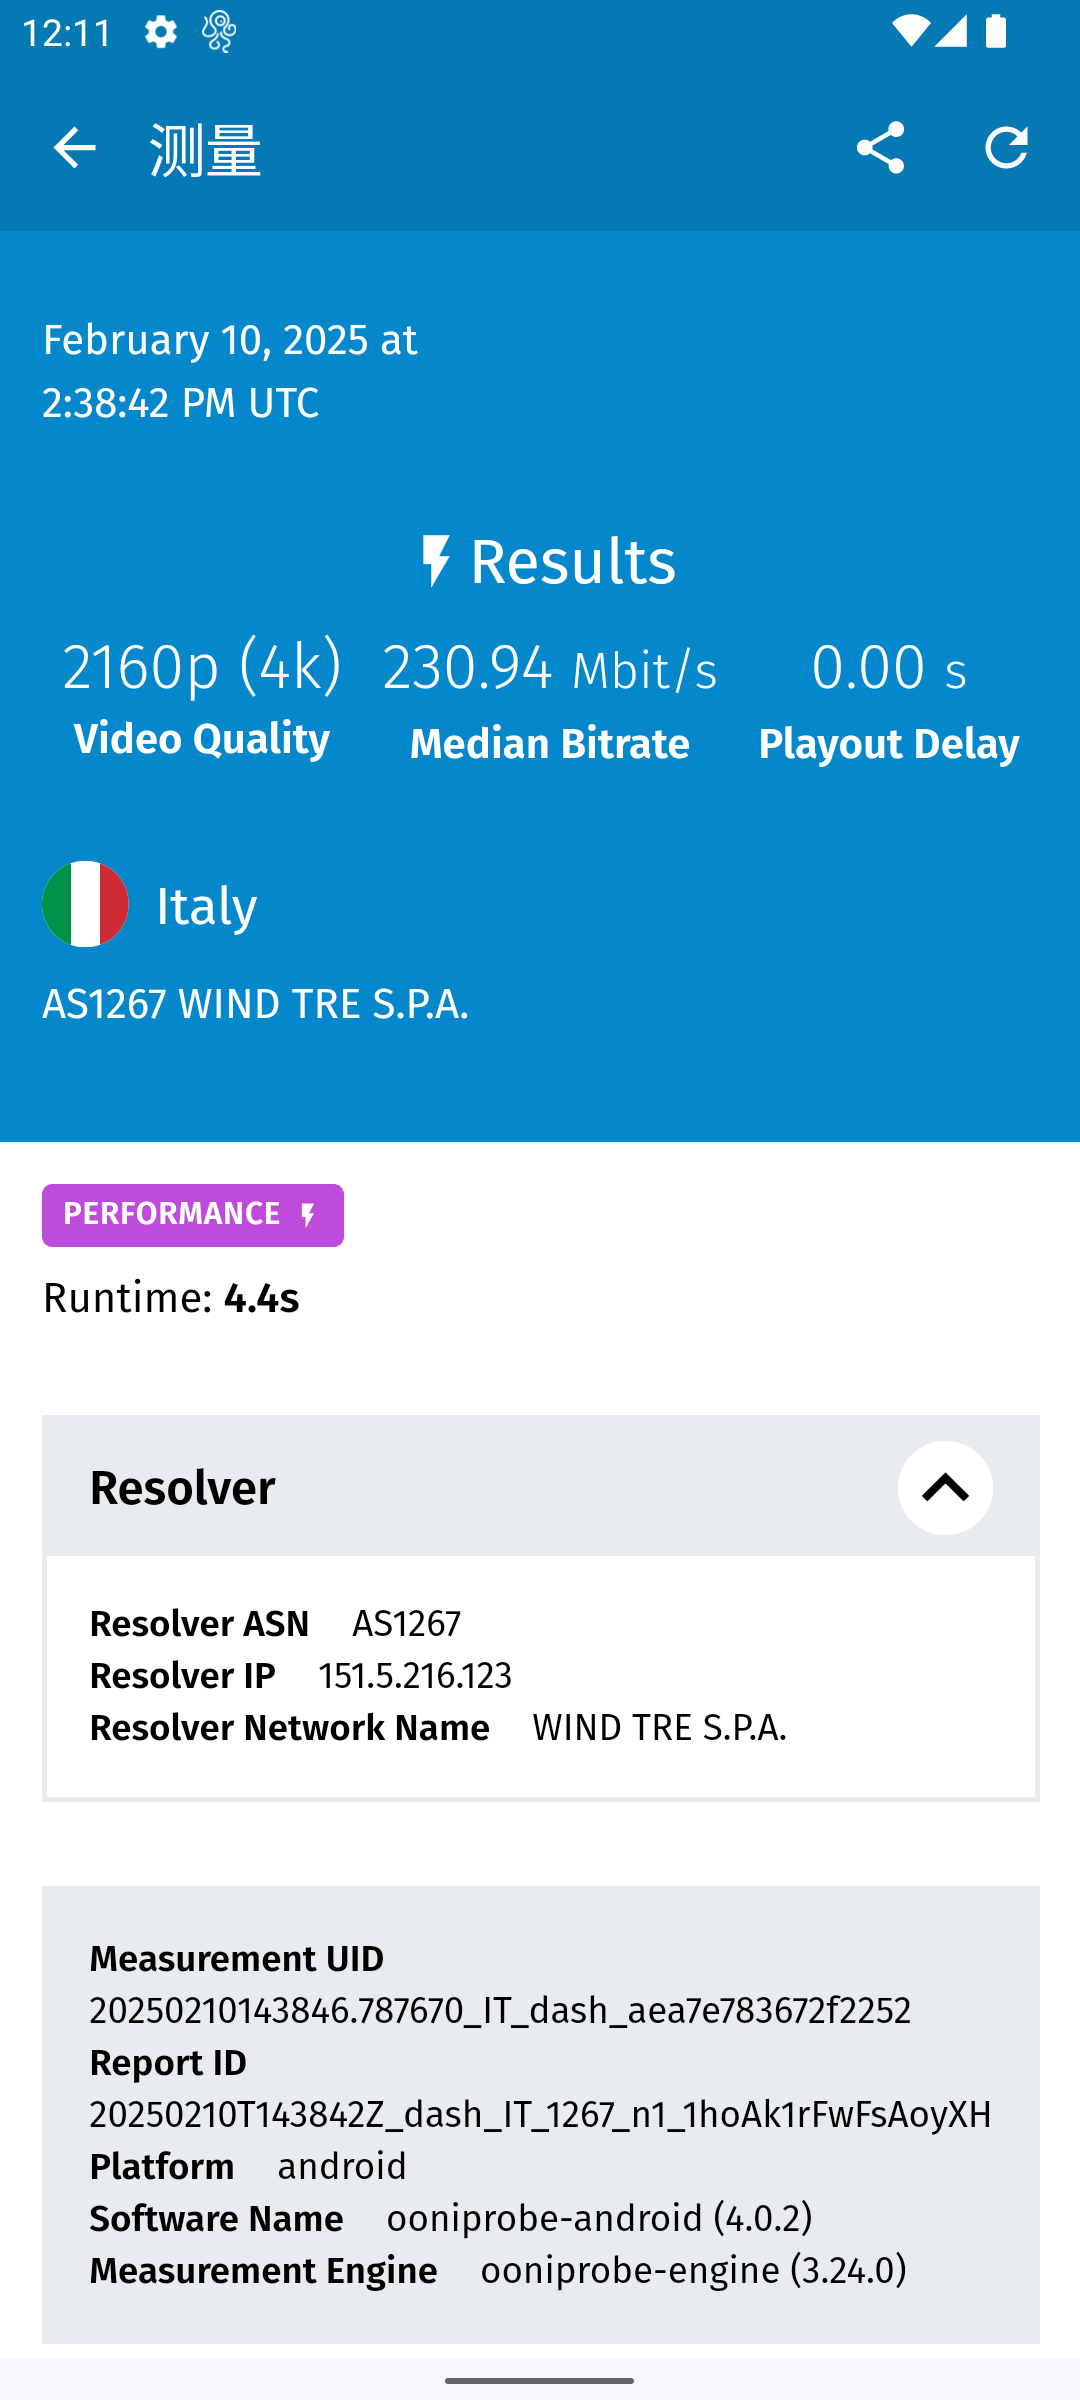 12:11
测量
February 10, 2025 at
2:38:42 PM UTC
Results
2160p (4k) 230.94 Mbit/s 0.00 s
Video Quality Median Bitrate Playout Delay
Italy
AS1267 WIND TRE S.P.A.
PERFORMANCE
Runtime: 4.4s
Resolver
Resolver ASN AS1267
Resolver IP 151.5.216.123
Resolver Network Name WIND TRE S.P.A.
Measurement UID
20250210143846.787670_IT_dash_aea7e783672f2252
Report ID
20250210T143842Z_dash_IT_1267_n1_1hoAk1rFwFsAoyXH
Platform android
Software Name ooniprobe-android (4.0.2)
Measurement Engine ooniprobe-engine (3.24.0)